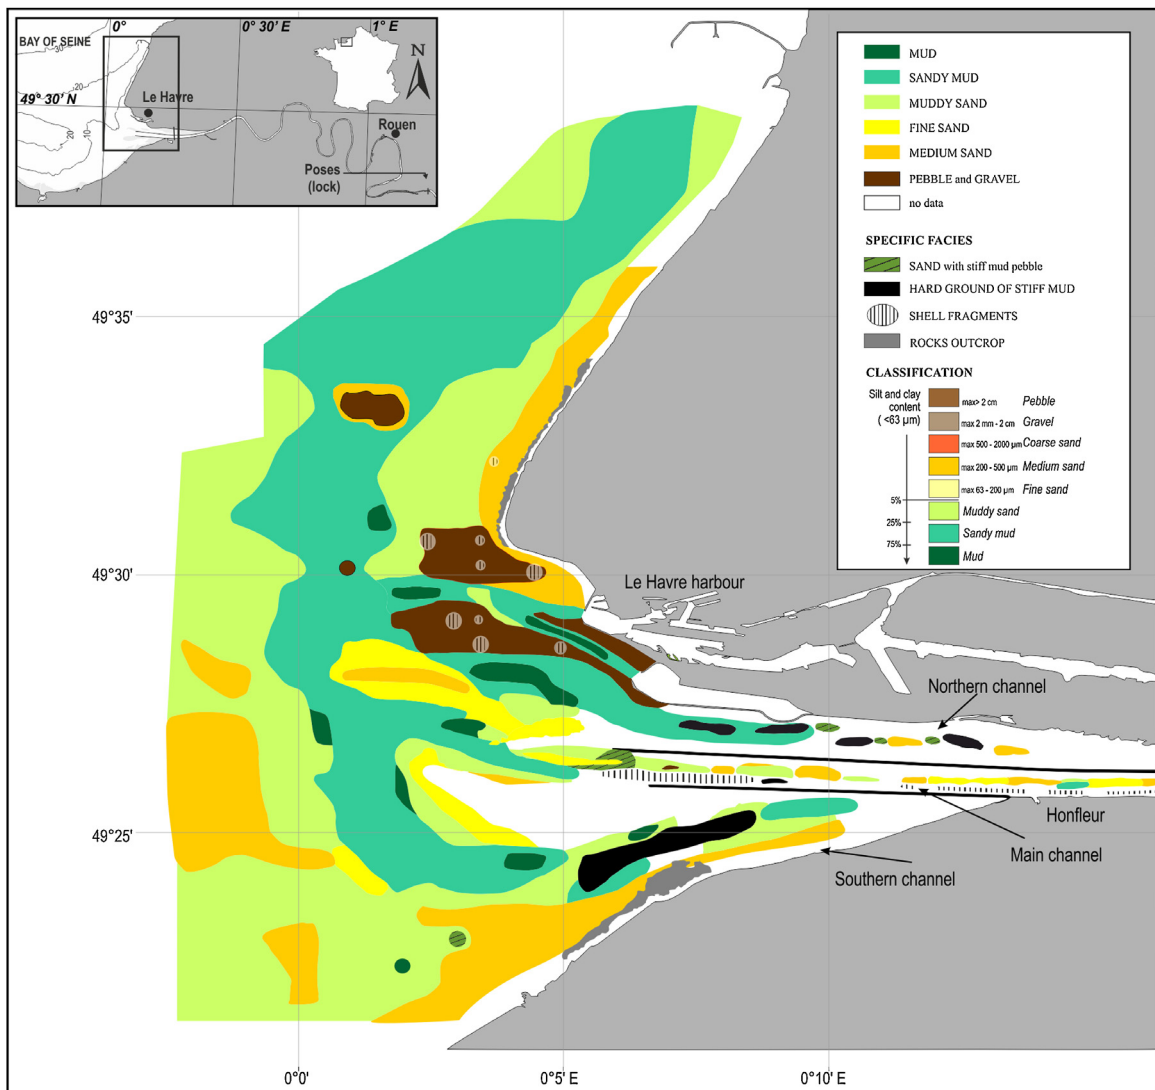 0°
0° 30' E
1° E
BAY OF SEINE
30
20
N
Le Havre
49° 30' N
20
10
Rouen
Poses
(lock)
MUD
SANDY MUD
MUDDY SAND
FINE SAND
MEDIUM SAND
PEBBLE and GRAVEL
no data
SPECIFIC FACIES
SAND with stiff mud pebble
HARD GROUND OF STIFF MUD
SHELL FRAGMENTS
ROCKS OUTCROP
CLASSIFICATION
Silt and clay
content
( <63 µm)
max> 2 cm Pebble
max 2 mm - 2 cm Gravel
max 500 - 2000 µm Coarse sand
max 200 - 500 µm Medium sand
max 63 - 200 µm Fine sand
5%
Muddy sand
25%
Sandy mud
75%
Mud
49°35'
49°30'
49°25'
Le Havre harbour
Northern channel
Honfleur
Main channel
Southern channel
0°0'
0°5' E
0°10' E